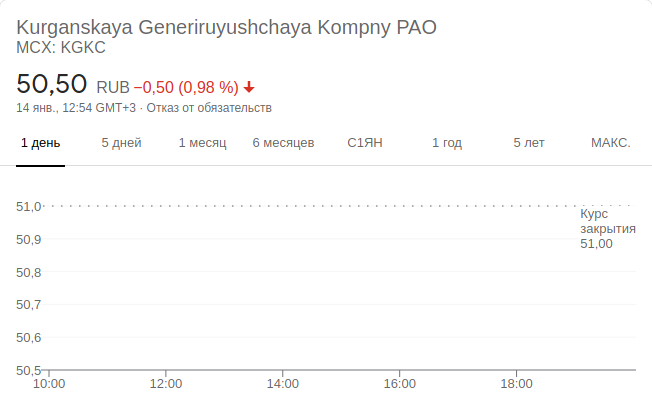 Kurganskaya Generiruyushchaya Kompny PAO
MCX: KGKC
50,50 RUB −0,50 (0,98 %)
14 янв., 12:54 GMT+3 · Отказ от обязательств
1 день 5 дней 1 месяц 6 месяцев С1ЯН 1 год 5 лет МАКС.
51,0
Курс
закрытия
51,00
50,9
50,8
50,7
50,6
50,5
10:00 12:00 14:00 16:00 18:00